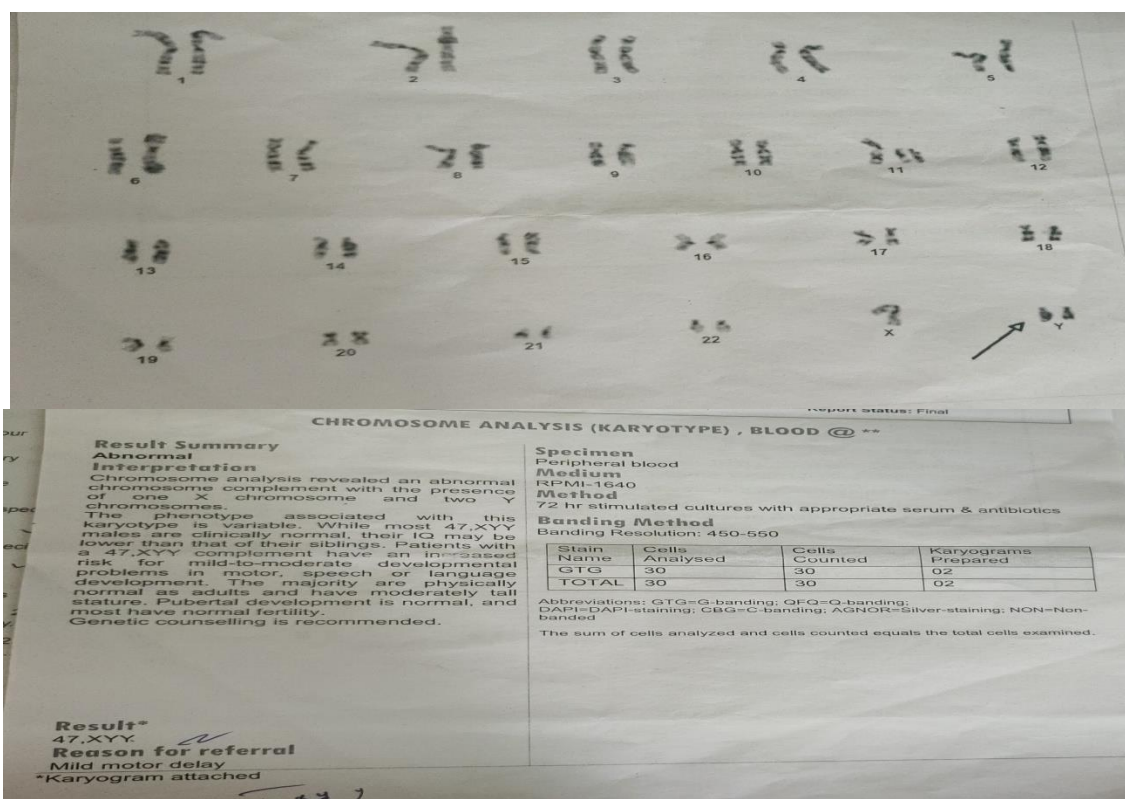 1 2 3 4 5
6 7 8 9 10 11 12
13 14 15 16 17 18
19 20 21 22 X Y
Report Status: Final
CHROMOSOME ANALYSIS (KARYOTYPE) , BLOOD @ **
Result Summary
Abnormal
Interpretation
Chromosome analysis revealed an abnormal
chromosome complement with the presence
of one X chromosome and two Y
chromosomes.
The phenotype associated with this
karyotype is variable. While most 47,XYY
males are clinically normal, their IQ may be
lower than that of their siblings. Patients with
a 47,XYY complement have an increased
risk for mild-to-moderate developmental
problems in motor, speech or language
development. The majority are physically
normal as adults and have moderately tall
stature. Pubertal development is normal, and
most have normal fertility.
Genetic counselling is recommended.
Result*
47,XYY
Reason for referral
Mild motor delay
*Karyogram attached
Specimen
Peripheral blood
Medium
RPMI-1640
Method
72 hr stimulated cultures with appropriate serum & antibiotics
Banding Method
Banding Resolution: 450-550
Stain Name Cells Analysed Cells Counted Karyograms Prepared
GTG 30 30 02
TOTAL 30 30 02
Abbreviations: GTG=G-banding; QFQ=Q-banding;
DAPI=DAPI-staining; CBG=C-banding; AGNOR=Silver-staining; NON=Non-
banded
The sum of cells analyzed and cells counted equals the total cells examined.